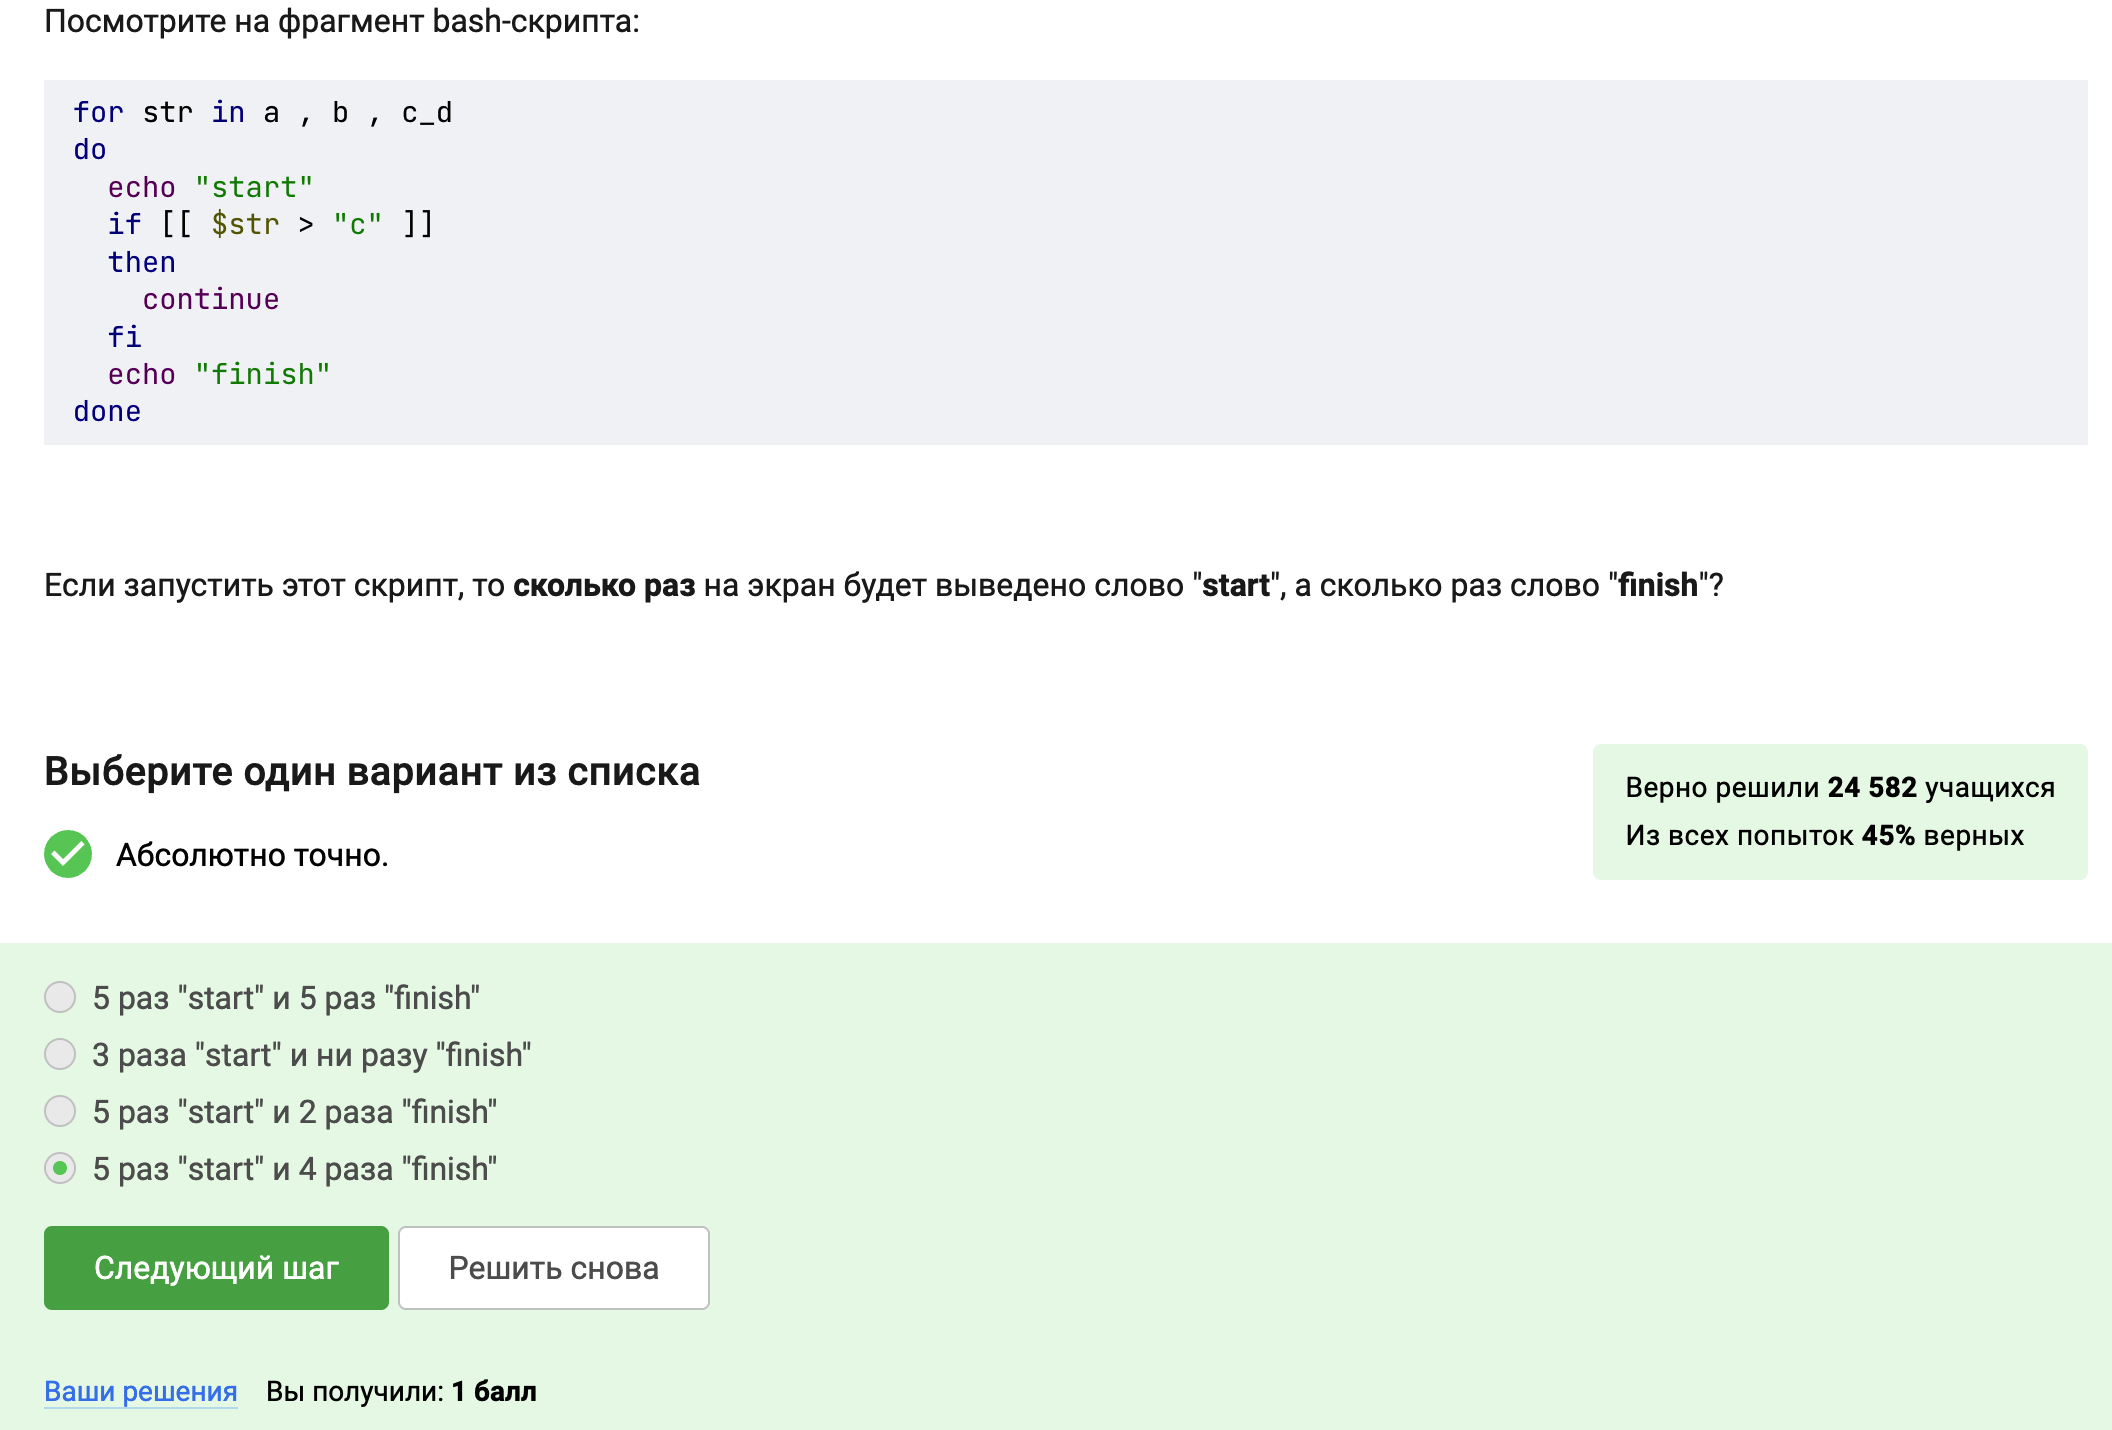 Посмотрите на фрагмент bash-скрипта:
for str in a , b , c_d
do
  echo "start"
  if [[ $str > "c" ]]
  then
    continue
  fi
  echo "finish"
done
Если запустить этот скрипт, то сколько раз на экран будет выведено слово "start", а сколько раз слово "finish"?
Выберите один вариант из списка
Верно решили 24 582 учащихся
Из всех попыток 45% верных
Абсолютно точно.
5 раз "start" и 5 раз "finish"
3 раза "start" и ни разу "finish"
5 раз "start" и 2 раза "finish"
5 раз "start" и 4 раза "finish"
Следующий шаг
Решить снова
Ваши решения Вы получили: 1 балл